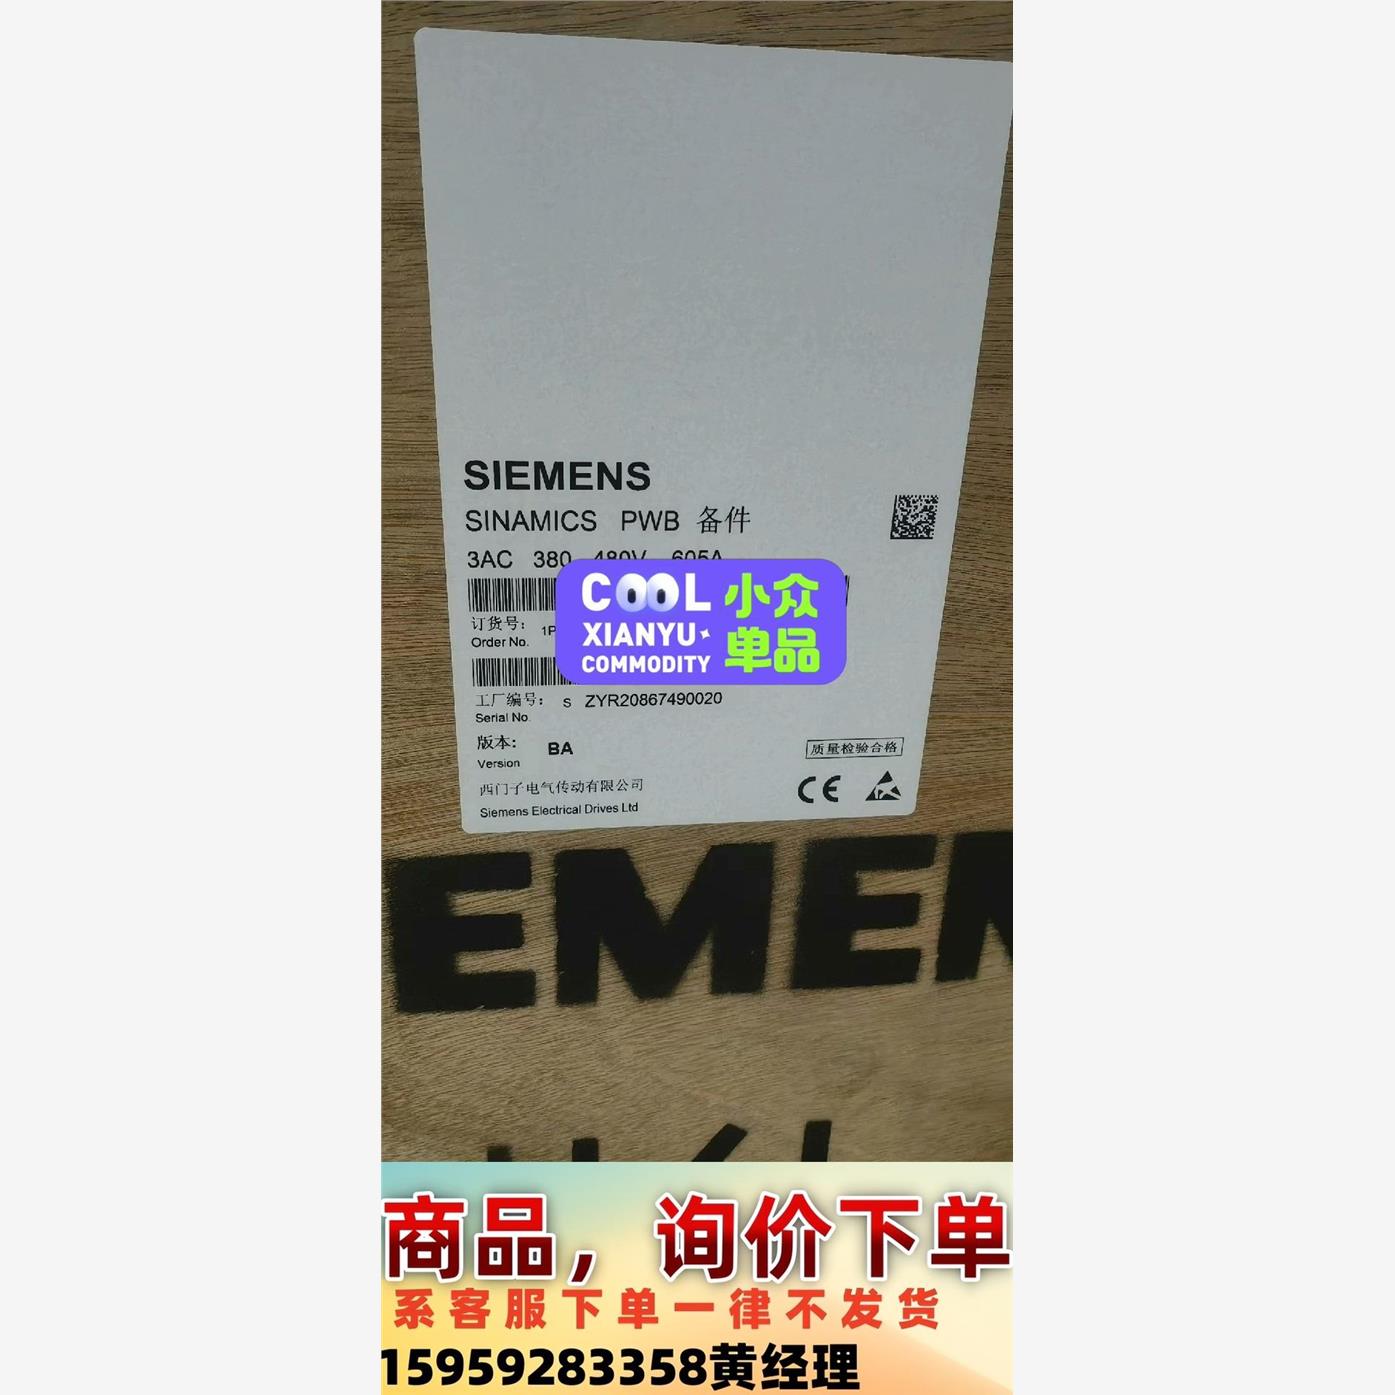 SIEMENS
SINAMICS PWB 备件
3AC 380 480V 605A
COOL 小众
XIANYU 单品
COMMODITY
订货号: 1P
Order No.
工厂编号: S ZYR20867490020
Serial No.
版本: BA
Version
质量检验合格
西门子电气传动有限公司
Siemens Electrical Drives Ltd
CE
EMEN
商品，询价下单
系客服下单一律不发货
15959283358黄经理